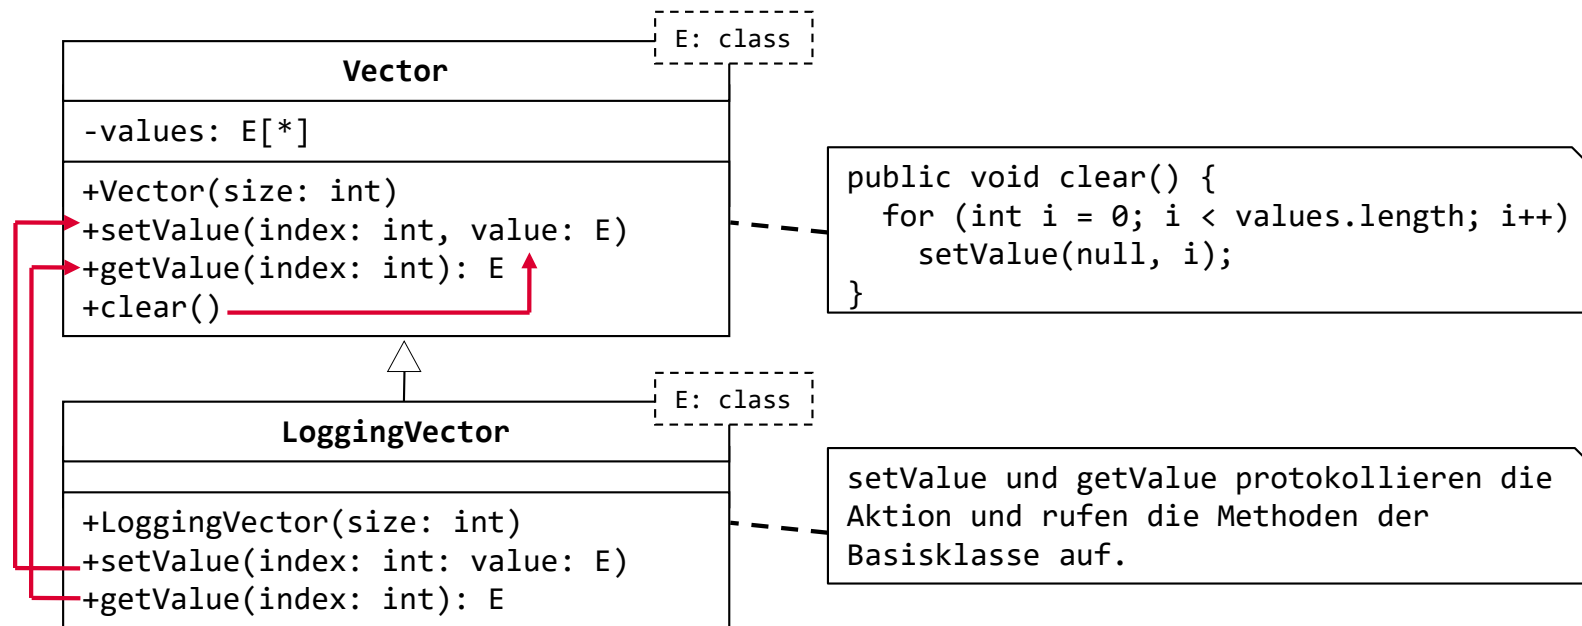 E: class
Vector
-values: E[*]
+Vector(size: int)
+setValue(index: int, value: E)
+getValue(index: int): E
+clear()
public void clear() {
for (int i = 0; i < values.length; i++)
setValue(null, i);
}
E: class
LoggingVector
+LoggingVector(size: int)
+setValue(index: int: value: E)
+getValue(index: int): E
setValue und getValue protokollieren die
Aktion und rufen die Methoden der
Basisklasse auf.